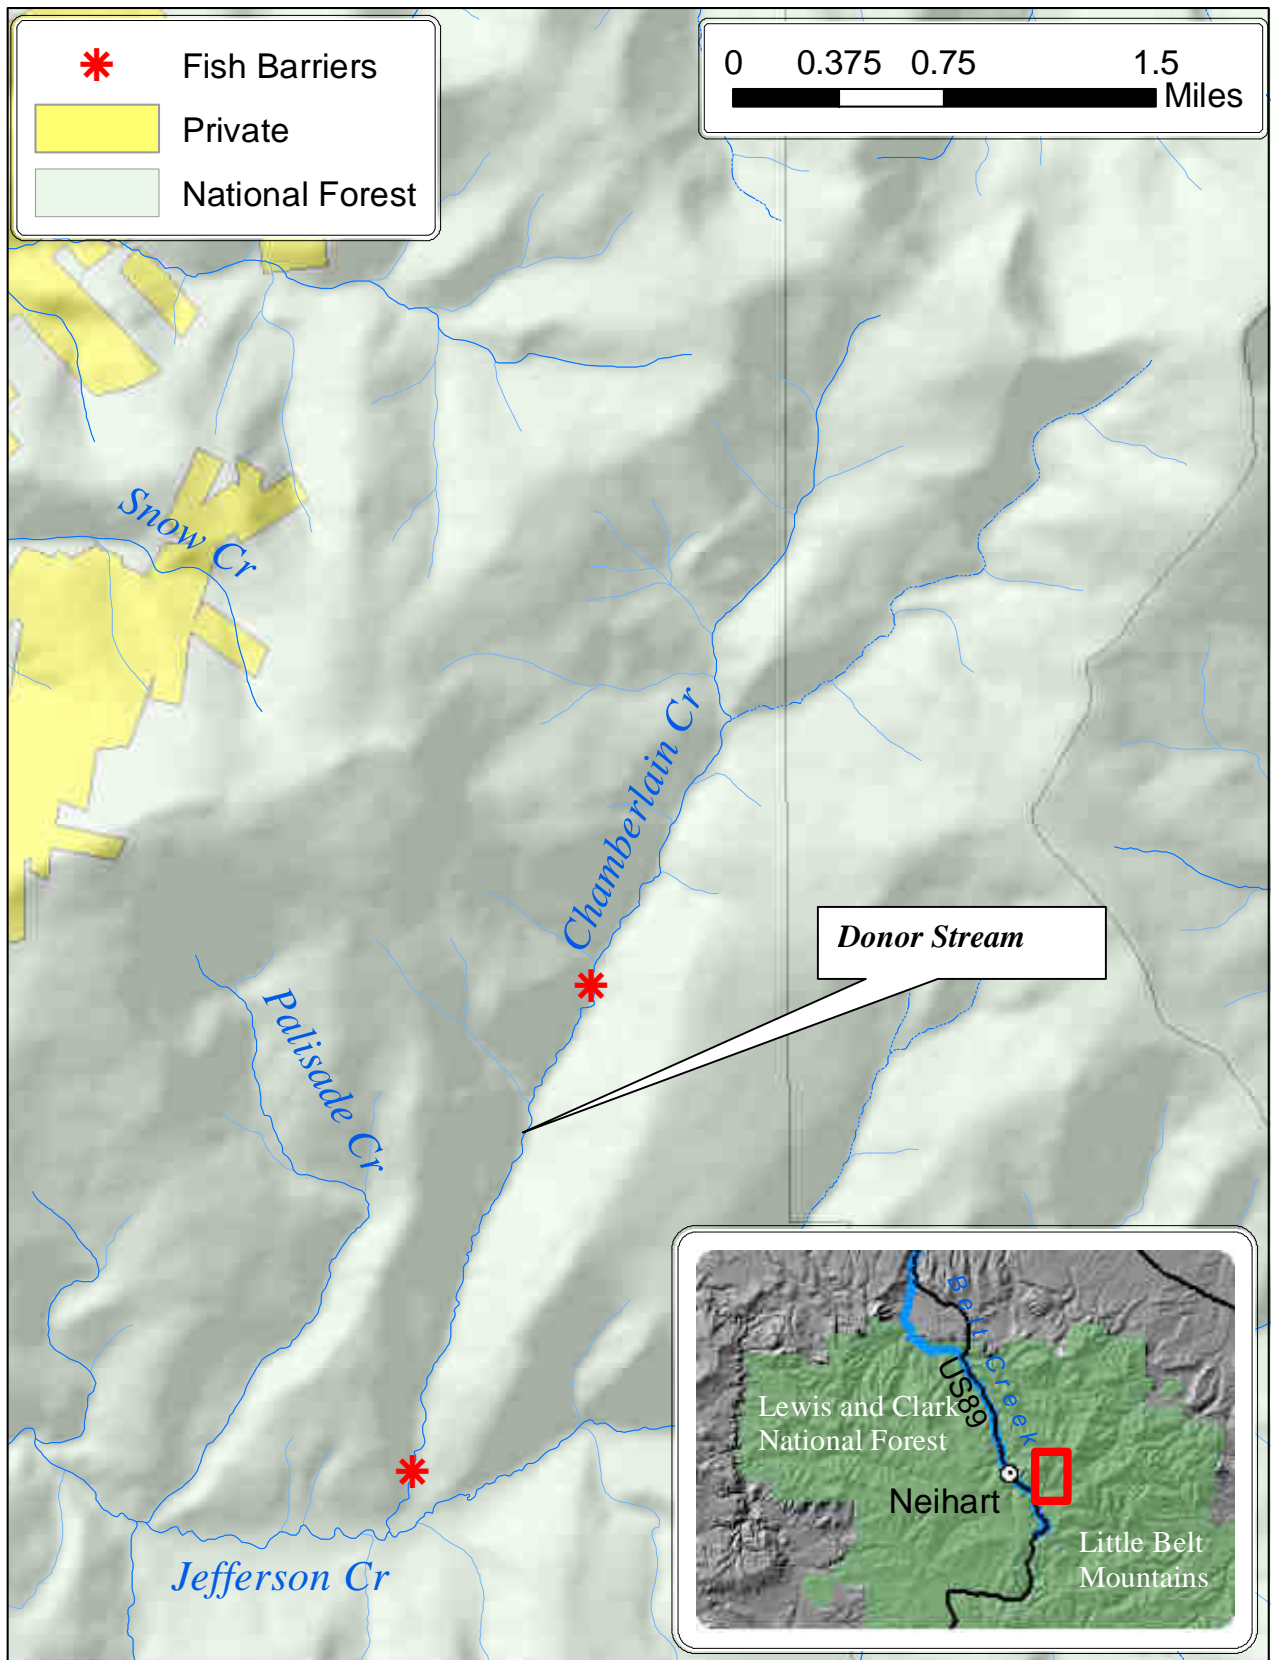 Fish Barriers
Private
National Forest
0 0.375 0.75 1.5
Miles
Snow Cr
Chamberlain Cr
Donor Stream
Palisade Cr
Jefferson Cr
Belt Creek
US89
Lewis and Clark
National Forest
Neihart
Little Belt
Mountains